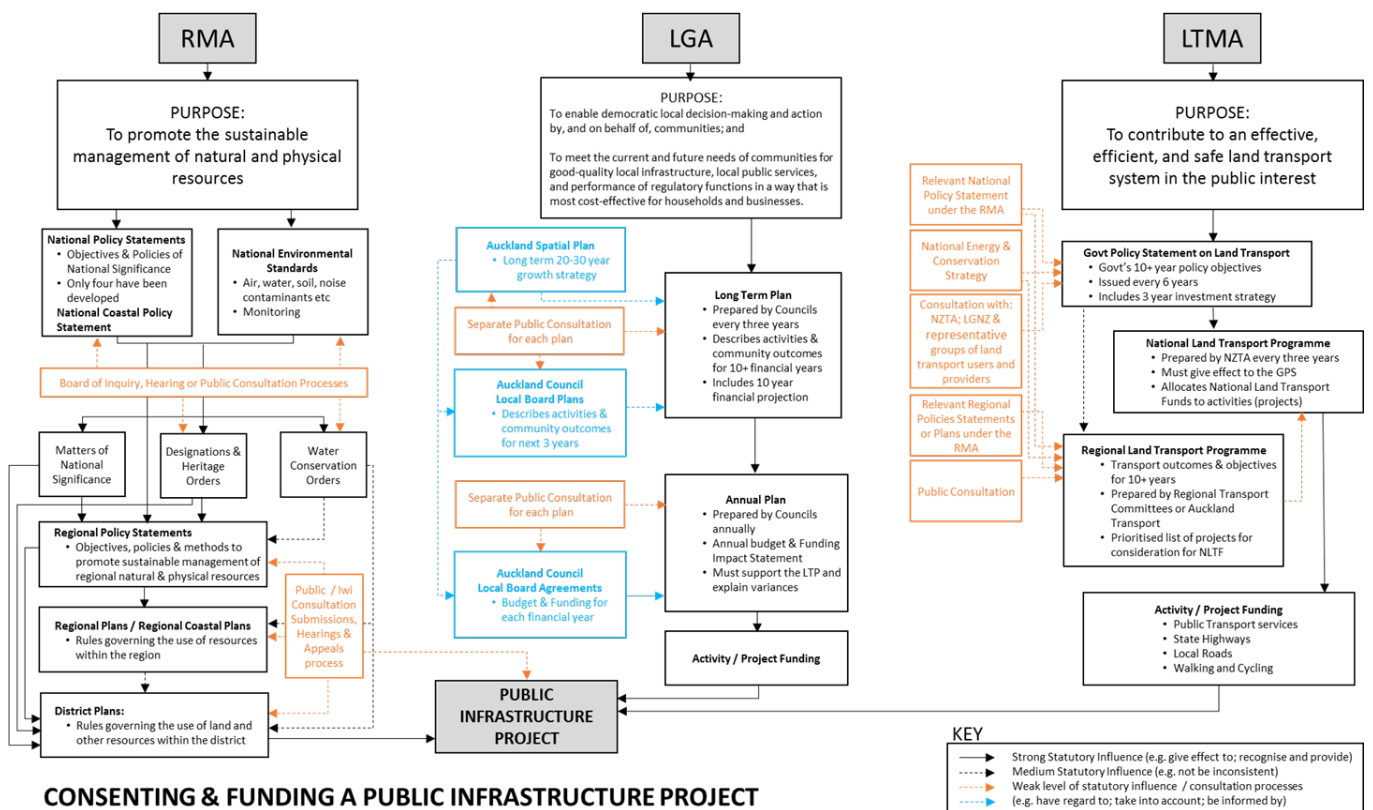 RMA
PURPOSE:
To promote the sustainable
management of natural and physical
resources
National Policy Statements
• Objectives & Policies of
National Significance
• Only four have been
developed
National Coastal Policy
Statement
National Environmental
Standards
• Air, water, soil, noise
contaminants etc
• Monitoring
Board of Inquiry, Hearing or Public Consultation Processes
Matters of
National
Significance
Designations &
Heritage
Orders
Water
Conservation
Orders
Regional Policy Statements
• Objectives, policies & methods to
promote sustainable management of
regional natural & physical resources
Public / Iwi
Consultation
Submissions,
Hearings &
Appeals
process
Regional Plans / Regional Coastal Plans
• Rules governing the use of resources
within the region
District Plans:
• Rules governing the use of land and
other resources within the district
LGA
PURPOSE:
To enable democratic local decision-making and action
by, and on behalf of, communities; and
To meet the current and future needs of communities for
good-quality local infrastructure, local public services,
and performance of regulatory functions in a way that is
most cost-effective for households and businesses.
Auckland Spatial Plan
• Long term 20-30 year
growth strategy
Separate Public Consultation
for each plan
Auckland Council
Local Board Plans
• Describes activities &
community outcomes
for next 3 years
Long Term Plan
• Prepared by Councils
every three years
• Describes activities &
community outcomes
for 10+ financial years
• Includes 10 year
financial projection
Separate Public Consultation
for each plan
Auckland Council
Local Board Agreements
• Budget & Funding for
each financial year
Annual Plan
• Prepared by Councils
annually
• Annual budget & Funding
Impact Statement
• Must support the LTP and
explain variances
Activity / Project Funding
PUBLIC
INFRASTRUCTURE
PROJECT
LTMA
PURPOSE:
To contribute to an effective,
efficient, and safe land transport
system in the public interest
Relevant National
Policy Statement
under the RMA
National Energy &
Conservation
Strategy
Consultation with:
NZTA; LGNZ &
representative
groups of land
transport users and
providers
Relevant Regional
Policies Statements
or Plans under the
RMA
Public Consultation
Govt Policy Statement on Land Transport
• Govt's 10+ year policy objectives
• Issued every 6 years
• Includes 3 year investment strategy
National Land Transport Programme
• Prepared by NZTA every three years
• Must give effect to the GPS
• Allocates National Land Transport
Funds to activities (projects)
Regional Land Transport Programme
• Transport outcomes & objectives
for 10+ years
• Prepared by Regional Transport
Committees or Auckland
Transport
• Prioritised list of projects for
consideration for NLTF
Activity / Project Funding
• Public Transport services
• State Highways
• Local Roads
• Walking and Cycling
KEY
Strong Statutory Influence (e.g. give effect to; recognise and provide)
Medium Statutory Influence (e.g. not be inconsistent)
Weak level of statutory influence / consultation processes
(e.g. have regard to; take into account; be informed by)
CONSENTING & FUNDING A PUBLIC INFRASTRUCTURE PROJECT